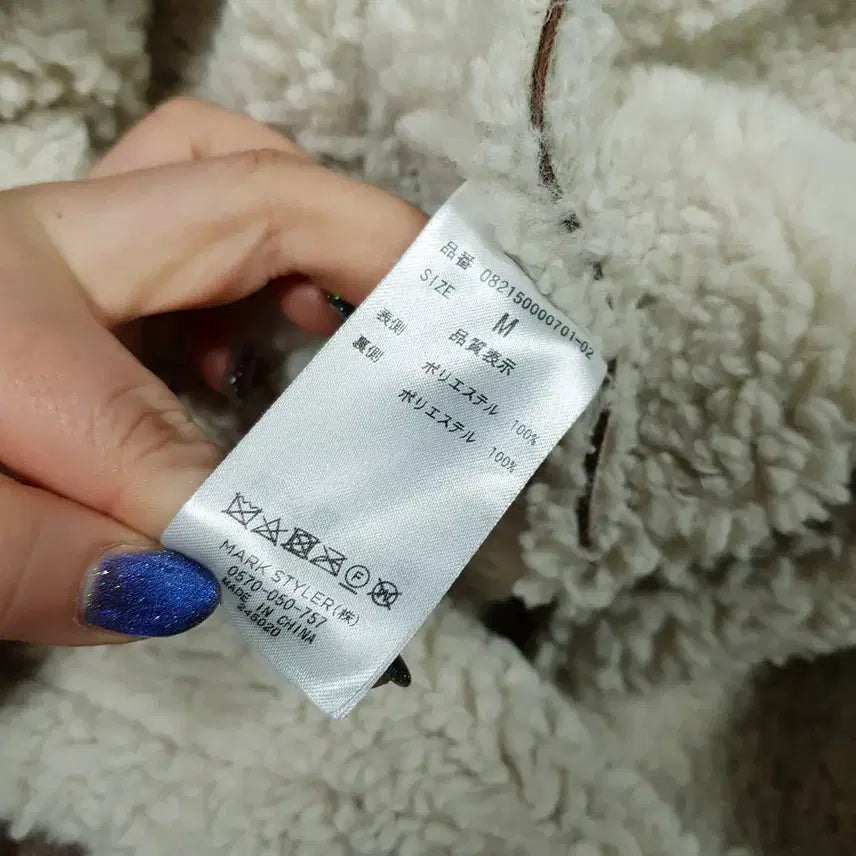 品番 082150000701-02
SIZE M
品質表示
表側 ポリエステル 100%
裏側 ポリエステル 100%
F W
MARK STYLER(株)
0570-050-757
MADE IN CHINA
246020